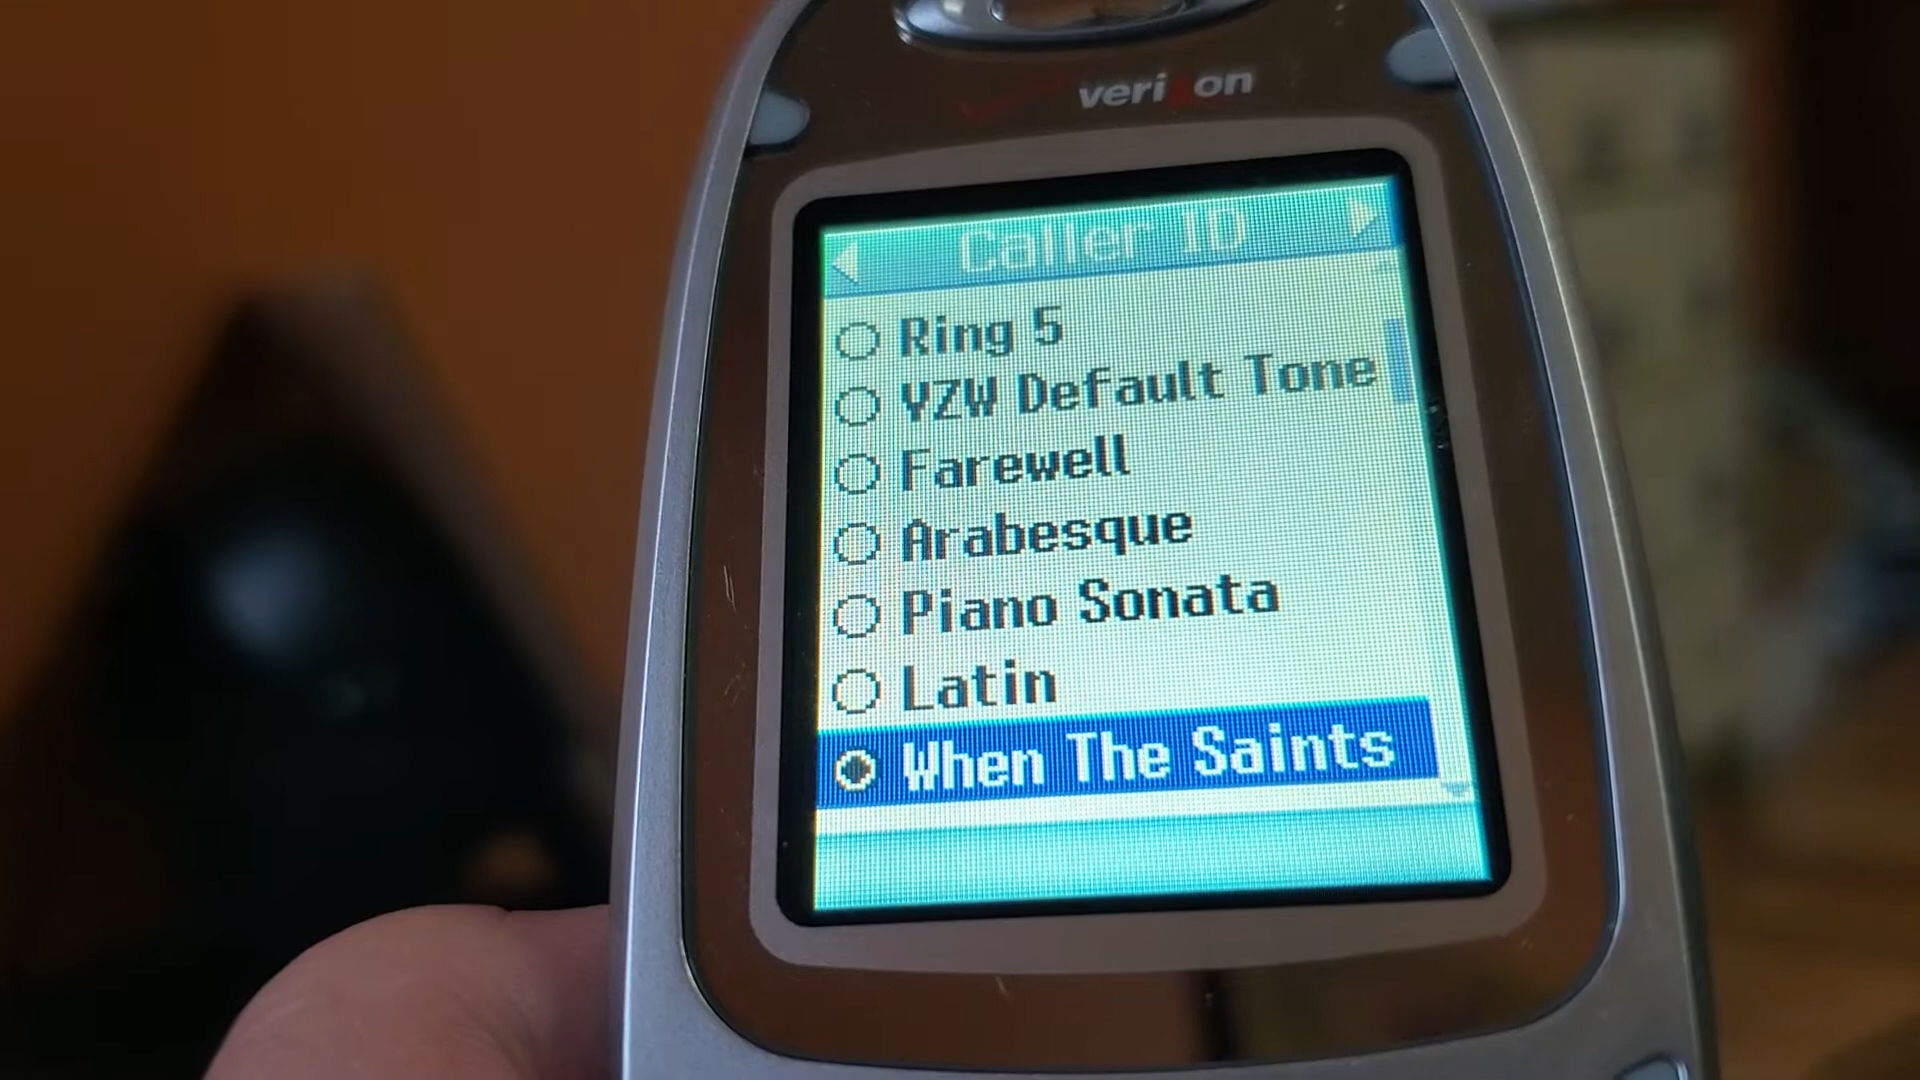 verizon
Caller ID
Ring 5
VZW Default Tone
Farewell
Arabesque
Piano Sonata
Latin
When The Saints